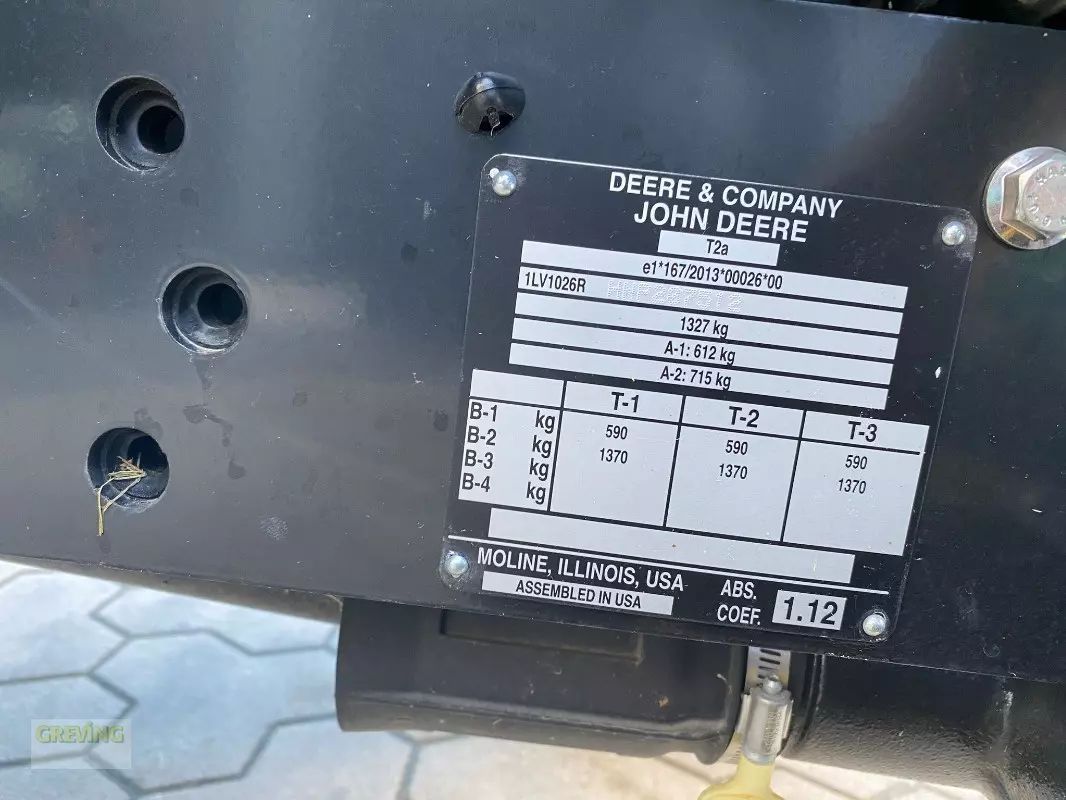 DEERE & COMPANY
JOHN DEERE
T2a
e1*167/2013*00026*00
1LV1026R
1327 kg
A-1: 612 kg
A-2: 715 kg
T-1 T-2 T-3
B-1 kg 590 590 590
B-2 kg 1370 1370 1370
B-3 kg
B-4 kg
MOLINE, ILLINOIS, USA
ASSEMBLED IN USA
ABS.
COEF. 1.12
GREVING